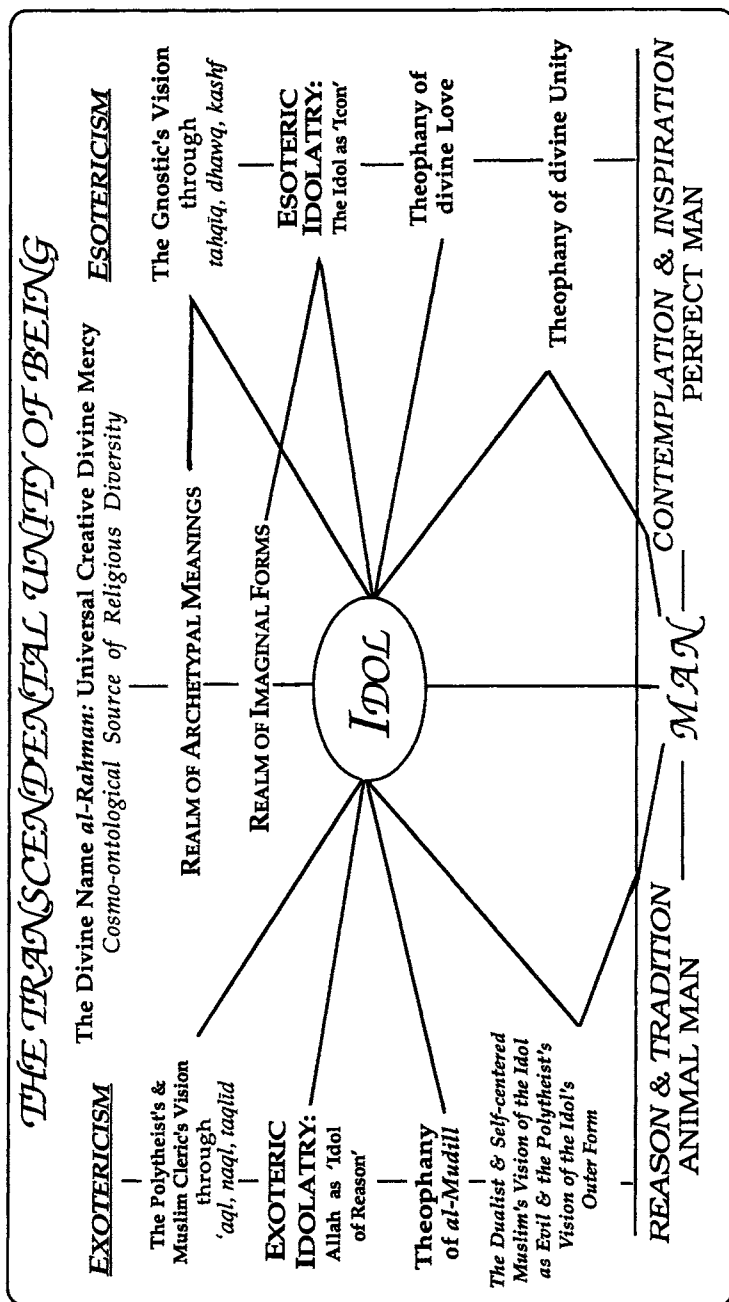 THE TRANSCENDENTAL UNITY OF BEING
EXOTERICISM
The Divine Name al-Rahman: Universal Creative Divine Mercy
Cosmo-ontological Source of Religious Diversity
ESOTERICISM
The Polytheist's &
Muslim Cleric's Vision
through
'aql, naql, taqlīd
REALM OF ARCHETYPAL MEANINGS
The Gnostic's Vision
through
taḥqīq, dhawq, kashf
EXOTERIC
IDOLATRY:
Allah as 'Idol
of Reason'
REALM OF IMAGINAL FORMS
ESOTERIC
IDOLATRY:
The Idol as 'Icon'
Theophany
of al-Mudill
IDOL
Theophany of
divine Love
The Dualist & Self-centered
Muslim's Vision of the Idol
as Evil & the Polytheist's
Vision of the Idol's
Outer Form
Theophany of divine Unity
REASON & TRADITION
ANIMAL MAN
MAN
CONTEMPLATION & INSPIRATION
PERFECT MAN